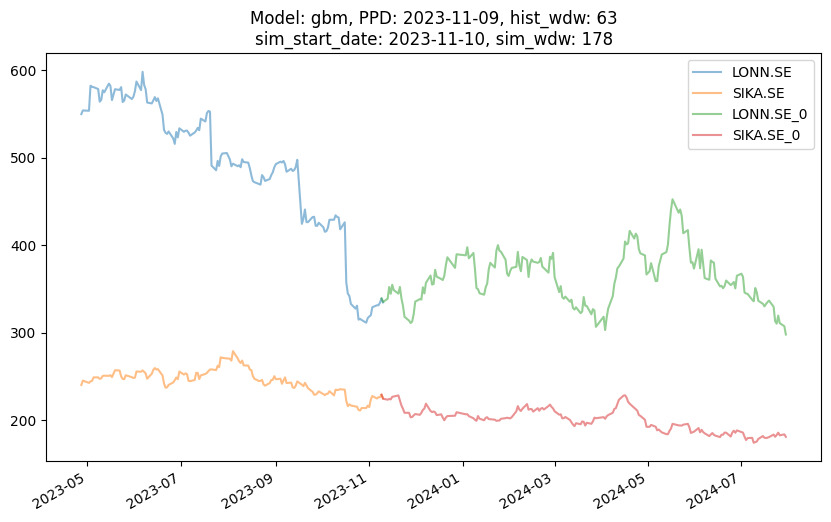 Model: gbm, PPD: 2023-11-09, hist_wdw: 63
sim_start_date: 2023-11-10, sim_wdw: 178
LONN.SE
SIKA.SE
LONN.SE_0
SIKA.SE_0
600
500
400
300
200
2023-05
2023-07
2023-09
2023-11
2024-01
2024-03
2024-05
2024-07